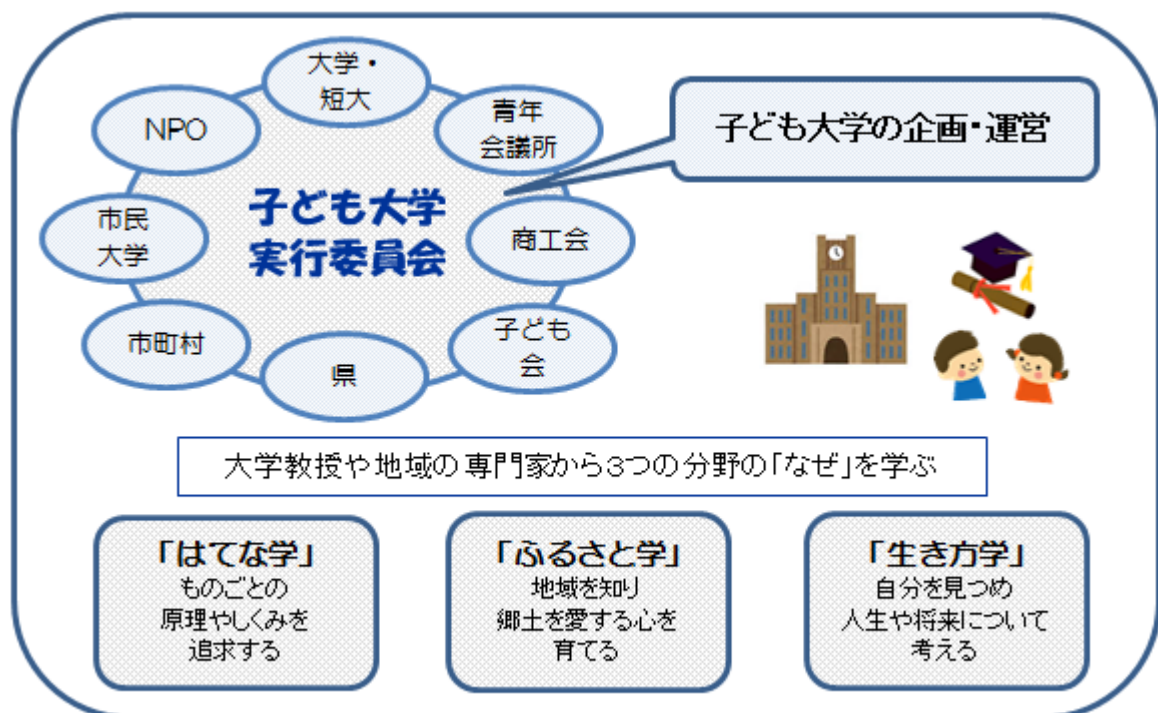 大学・
短大
NPO
青年
会議所
子ども大学の企画・運営
市民
大学
子ども大学
実行委員会
商工会
市町村
県
子ども
会
大学教授や地域の専門家から3つの分野の「なぜ」を学ぶ
「はてな学」
ものごとの
原理やしくみを
追求する
「ふるさと学」
地域を知り
郷土を愛する心を
育てる
「生き方学」
自分を見つめ
人生や将来について
考える